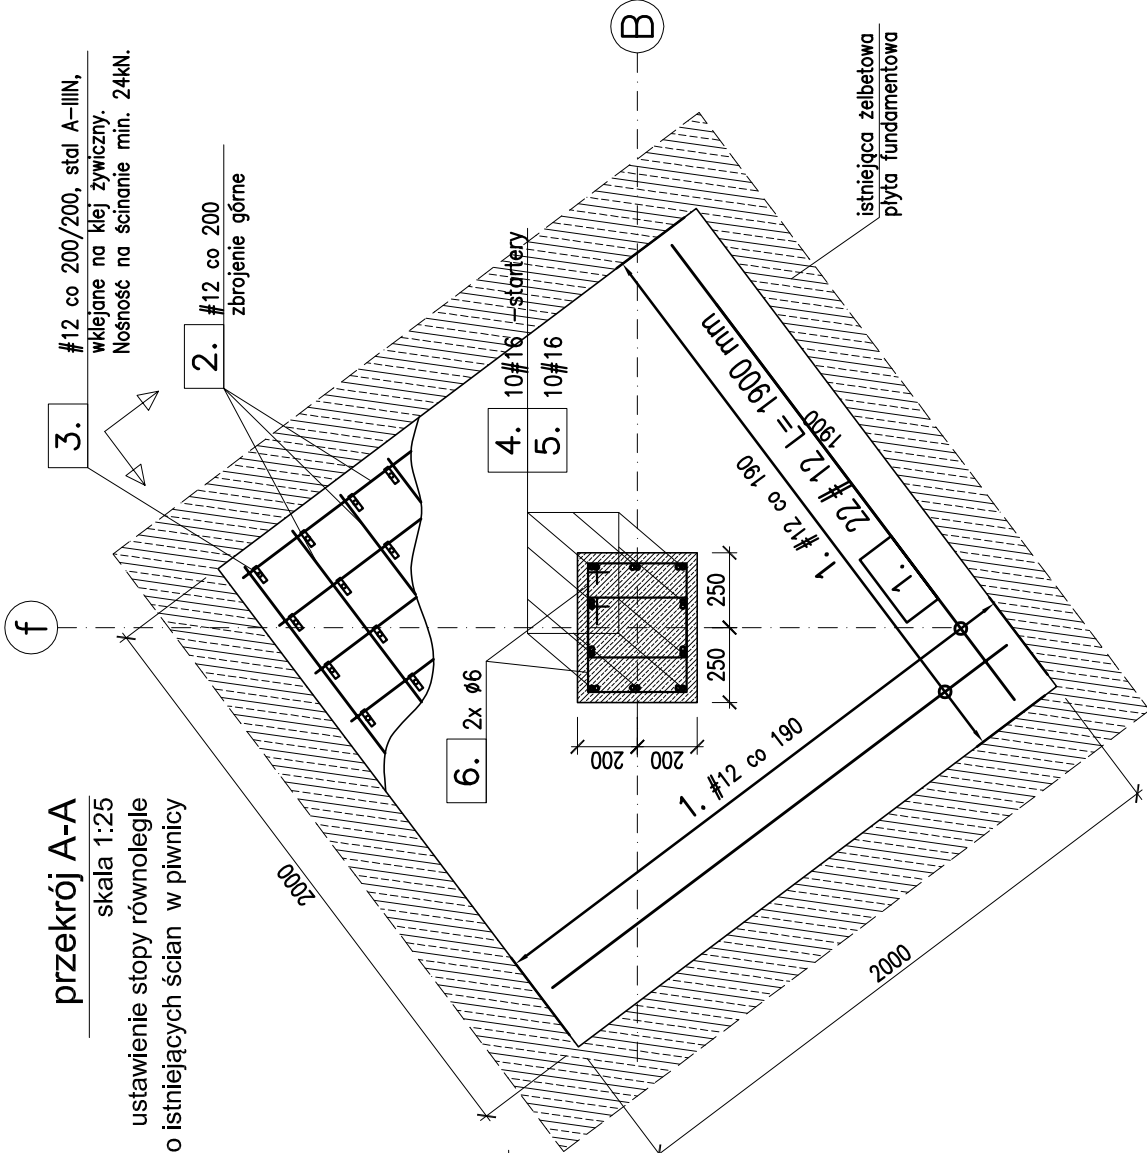 przekrój A-A
skala 1:25
ustawienie stopy równolegle
o istniejących ścian w piwnicy
f
B
3.
#12 co 200/200, stal A-IIIN,
wklejane na klej żywiczny.
Nośność na ścinanie min. 24kN.
2.
#12 co 200
zbrojenie górne
4.
10#16 -startery
5.
10#16
6.
2x ø6
istniejąca żelbetowa
płyta fundamentowa
1. 22#12 L=1900 mm
1900
1. #12 co 190
1. #12 co 190
250
250
200
200
2000
2000